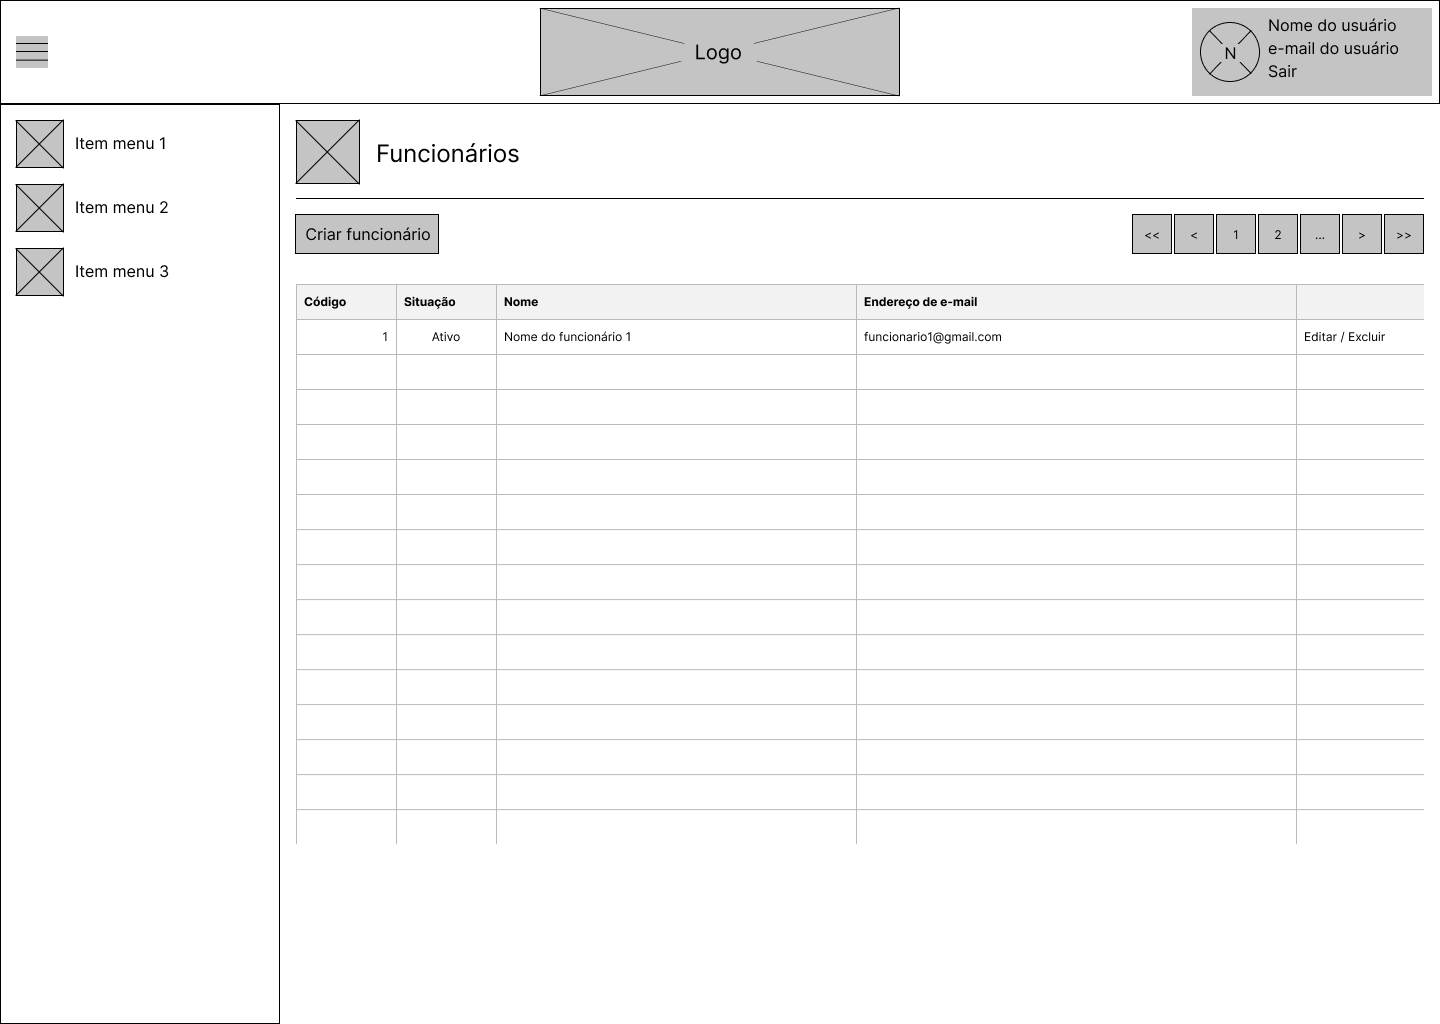 Logo
N
Nome do usuário
e-mail do usuário
Sair
Item menu 1
Item menu 2
Item menu 3
Funcionários
Criar funcionário
<< < 1 2 ... > >>
Código Situação Nome Endereço de e-mail
1 Ativo Nome do funcionário 1 funcionario1@gmail.com Editar / Excluir